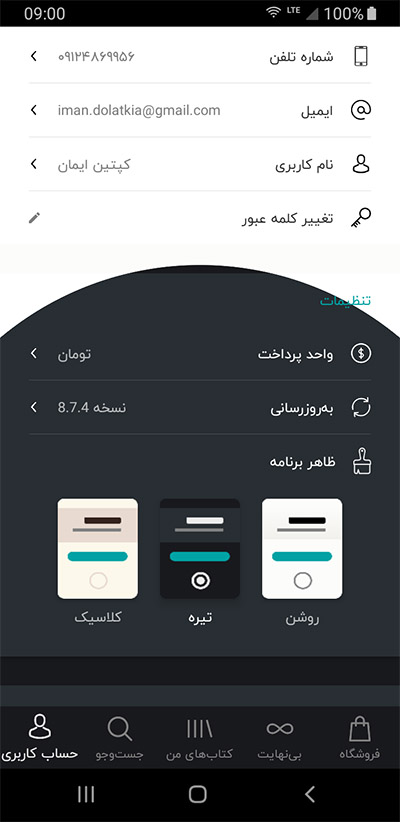 09:00 LTE 100%
شماره تلفن ۰۹۱۲۴۸۶۹۹۵۶
ایمیل iman.dolatkia@gmail.com
نام کاربری کپتین ایمان
تغییر کلمه عبور
تنظیمات
واحد پرداخت تومان
به‌روزرسانی نسخه 8.7.4
ظاهر برنامه
روشن تیره کلاسیک
فروشگاه بی‌نهایت کتاب‌های من جست‌وجو حساب کاربری